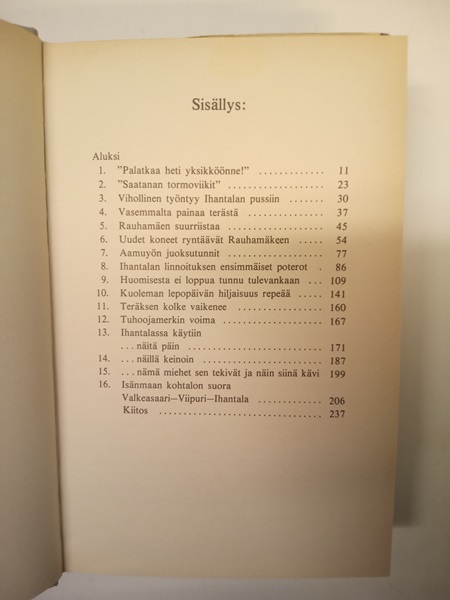 Sisällys:
Aluksi
1. "Palatkaa heti yksikköönne!" . . . . . . . . . . . . . 11
2. "Saatanan tormoviikit" . . . . . . . . . . . . . . . . . . 23
3. Vihollinen työntyy Ihantalan pussiin . . . . . . . 30
4. Vasemmalta painaa terästä . . . . . . . . . . . . . . 37
5. Rauhamäen suurristaa . . . . . . . . . . . . . . . . . 45
6. Uudet koneet ryntäävät Rauhamäkeen . . . . . 54
7. Aamuyön juoksutunnit . . . . . . . . . . . . . . . . . 77
8. Ihantalan linnoituksen ensimmäiset poterot . 86
9. Huomisesta ei loppua tunnu tulevankaan . . . . 109
10. Kuoleman lepopäivän hiljaisuus repeää . . . . . 141
11. Teräksen kolke vaikenee . . . . . . . . . . . . . . . 160
12. Tuhoojamerkin voima . . . . . . . . . . . . . . . . . 167
13. Ihantalassa käytiin
. . . näitä päin . . . . . . . . . . . . . . . . . . . . . . . . 171
14. . . . näillä keinoin . . . . . . . . . . . . . . . . . . . . . 187
15. . . . nämä miehet sen tekivät ja näin siinä kävi 199
16. Isänmaan kohtalon suora
Valkeasaari—Viipuri—Ihantala . . . . . . . . . . . 206
Kiitos . . . . . . . . . . . . . . . . . . . . . . . . . . . . 237